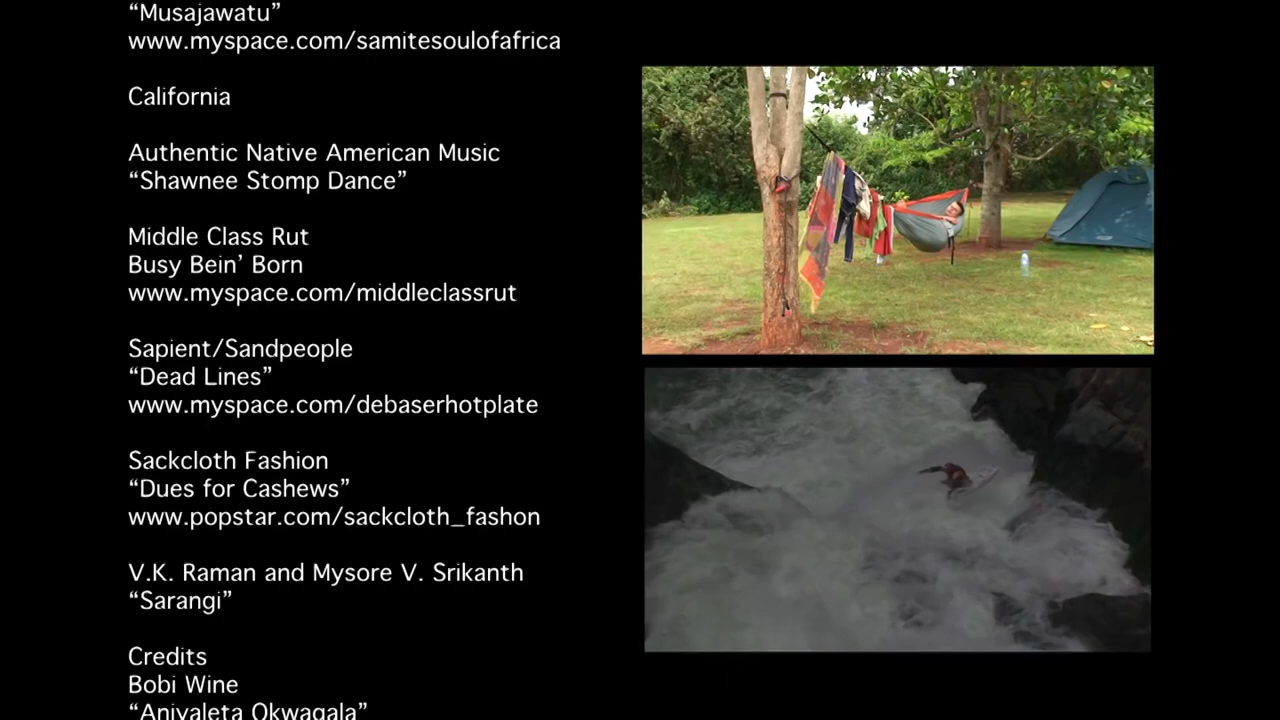 “Musajawatu”
www.myspace.com/samitesoulofafrica
California
Authentic Native American Music
“Shawnee Stomp Dance”
Middle Class Rut
Busy Bein’ Born
www.myspace.com/middleclassrut
Sapient/Sandpeople
“Dead Lines”
www.myspace.com/debaserhotplate
Sackcloth Fashion
“Dues for Cashews”
www.popstar.com/sackcloth_fashon
V.K. Raman and Mysore V. Srikanth
“Sarangi”
Credits
Bobi Wine
“Aniyaleta Okwagala”